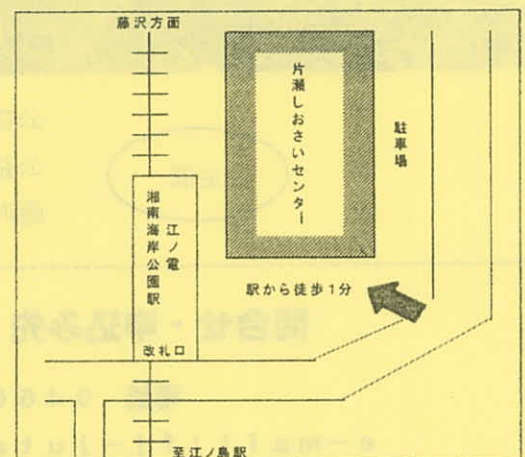 藤沢方面
片瀬しおさいセンター
駐車場
江ノ電
湘南海岸公園駅
駅から徒歩1分
改札口
至江ノ島駅